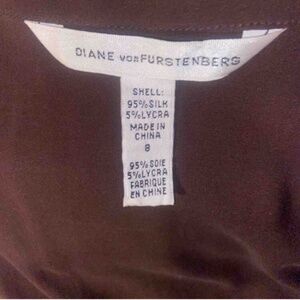 DIANE VON FURSTENBERG
SHELL:
95%SILK
5%LYCRA
MADE IN
CHINA
8
95%SOIE
5%LYCRA
FABRIQUE
EN CHINE